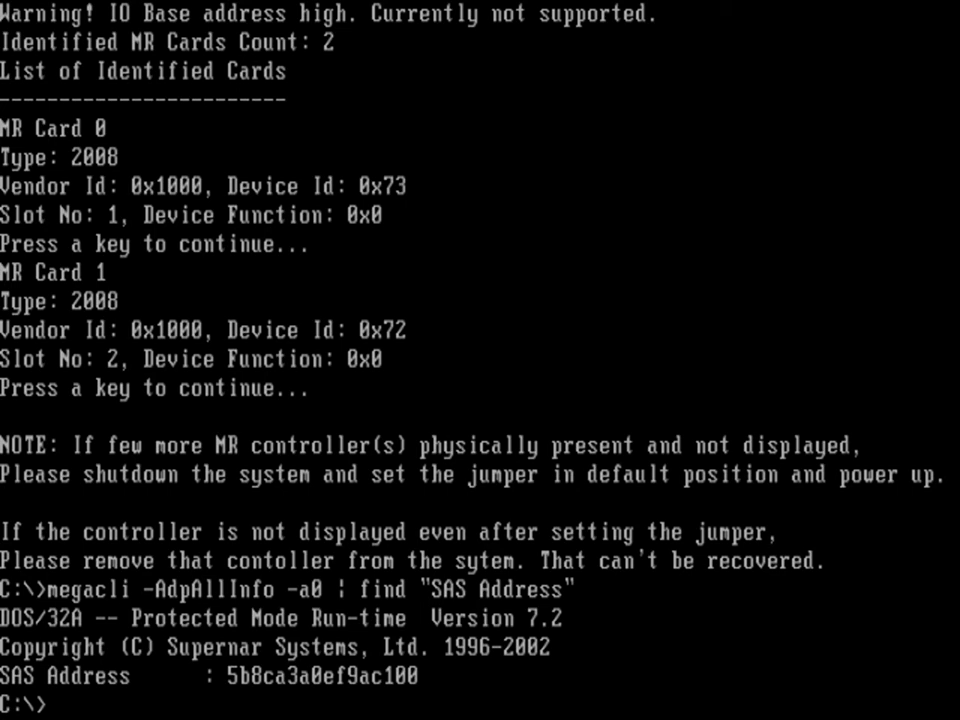 Warning! IO Base address high. Currently not supported.
Identified MR Cards Count: 2
List of Identified Cards
------------------------
MR Card 0
Type: 2008
Vendor Id: 0x1000, Device Id: 0x73
Slot No: 1, Device Function: 0x0
Press a key to continue...
MR Card 1
Type: 2008
Vendor Id: 0x1000, Device Id: 0x72
Slot No: 2, Device Function: 0x0
Press a key to continue...
NOTE: If few more MR controller(s) physically present and not displayed,
Please shutdown the system and set the jumper in default position and power up.
If the controller is not displayed even after setting the jumper,
Please remove that contoller from the sytem. That can't be recovered.
C:\>megacli -AdpAllInfo -a0 | find "SAS Address"
DOS/32A -- Protected Mode Run-time  Version 7.2
Copyright (C) Supernar Systems, Ltd. 1996-2002
SAS Address      : 5b8ca3a0ef9ac100
C:\>